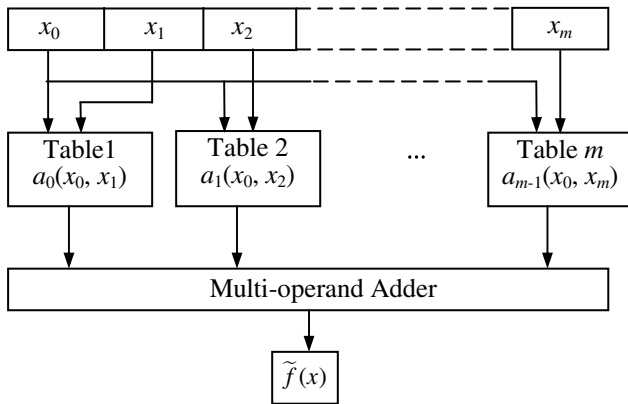 x₀ x₁ x₂ xₘ
Table1 Table 2 Table m
a₀(x₀, x₁) a₁(x₀, x₂) ... aₘ₋₁(x₀, xₘ)
Multi-operand Adder
f̃(x)